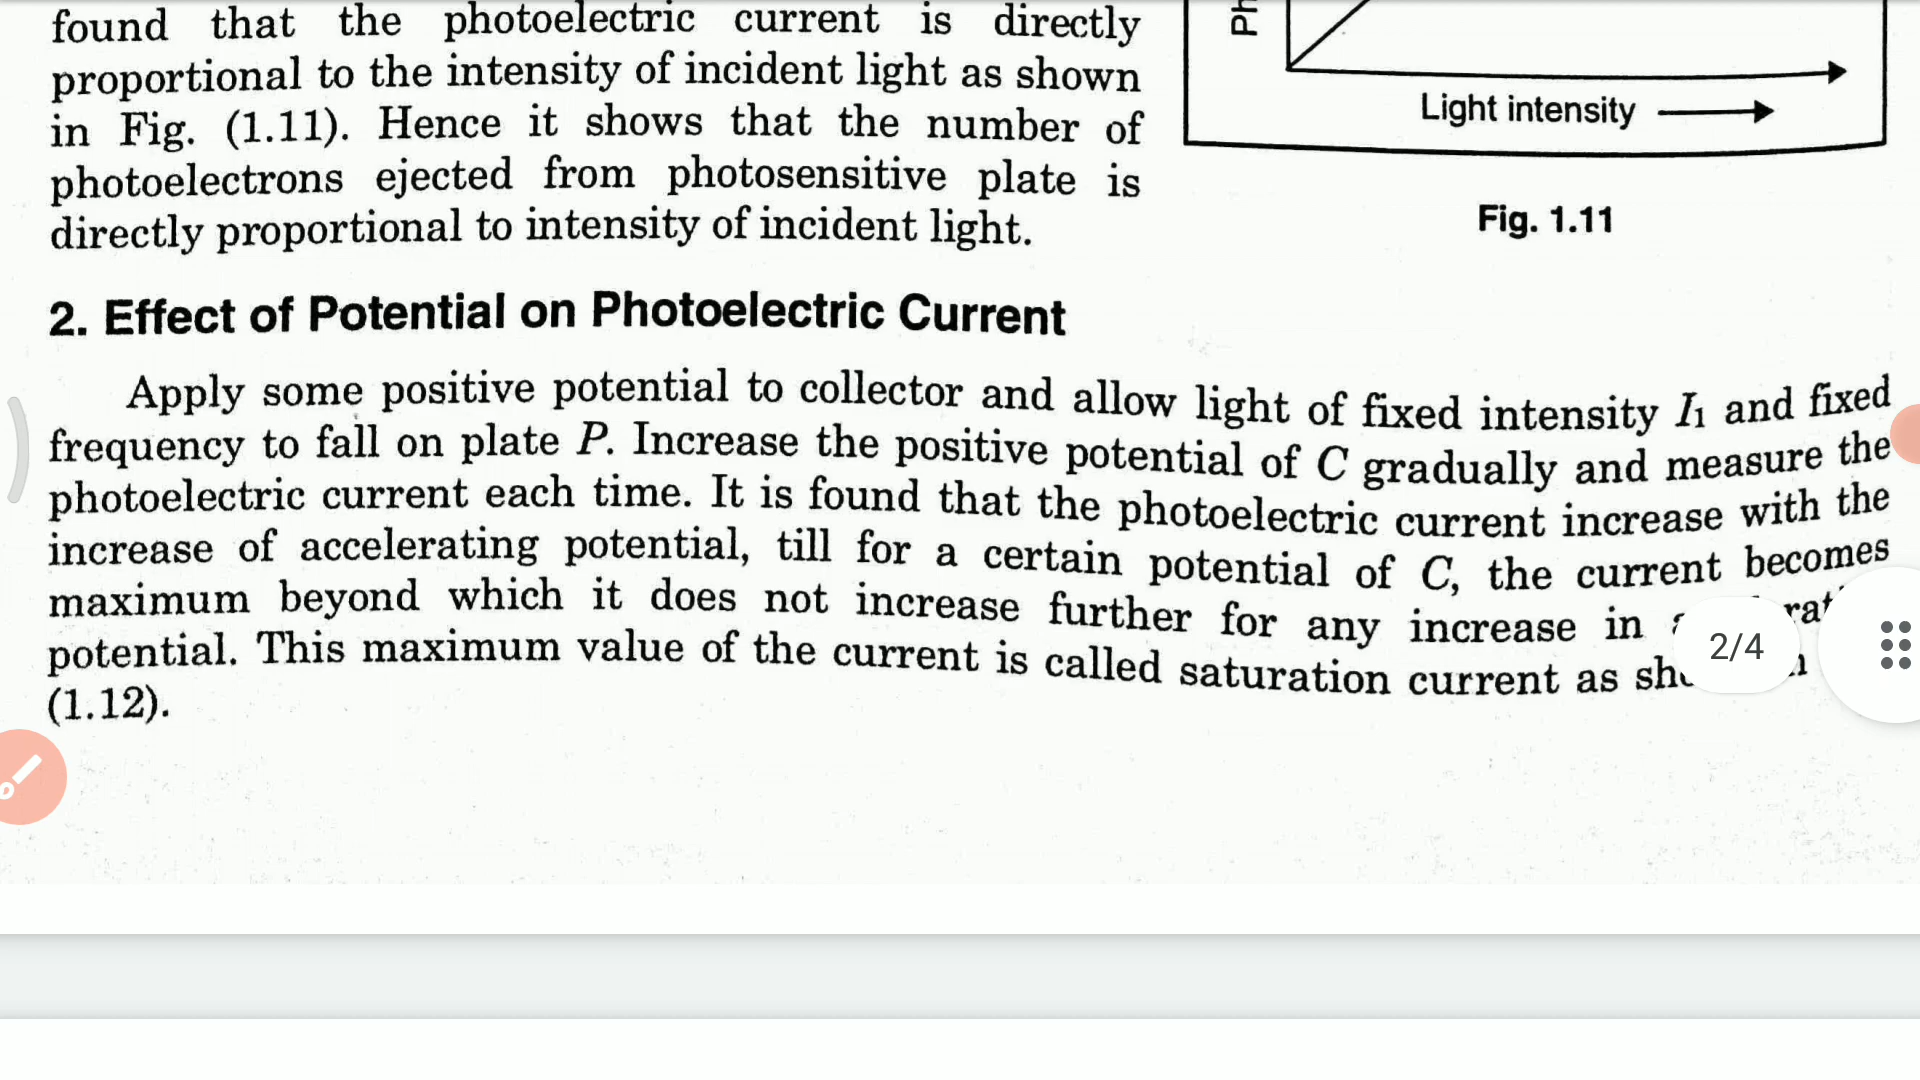 found that the photoelectric current is directly
proportional to the intensity of incident light as shown
in Fig. (1.11). Hence it shows that the number of
photoelectrons ejected from photosensitive plate is
directly proportional to intensity of incident light.
Ph
Light intensity
Fig. 1.11
2. Effect of Potential on Photoelectric Current
Apply some positive potential to collector and allow light of fixed intensity I₁ and fixed
frequency to fall on plate P. Increase the positive potential of C gradually and measure the
photoelectric current each time. It is found that the photoelectric current increase with the
increase of accelerating potential, till for a certain potential of C, the current becomes
maximum beyond which it does not increase further for any increase in
potential. This maximum value of the current is called saturation current as
(1.12).
2/4